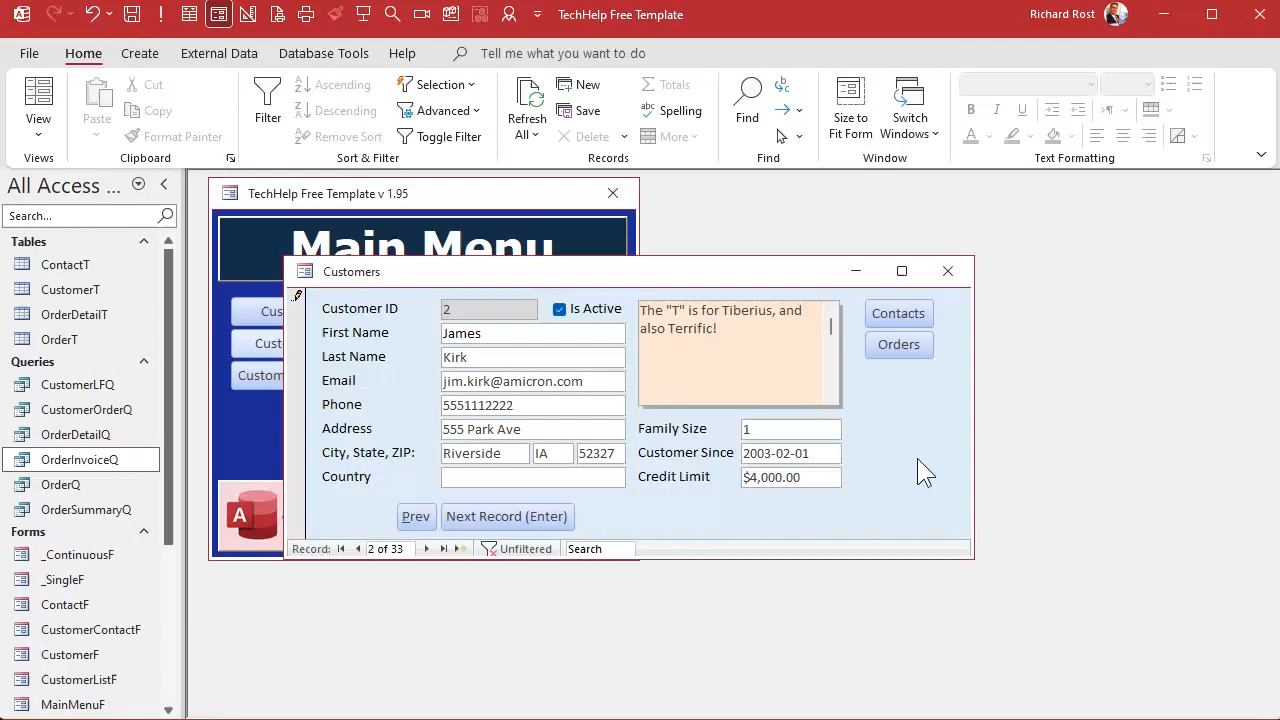 TechHelp Free Template
Richard Rost
File
Home
Create
External Data
Database Tools
Help
Tell me what you want to do
View
Views
Paste
Cut
Copy
Format Painter
Clipboard
Filter
Ascending
Descending
Remove Sort
Selection
Advanced
Toggle Filter
Sort & Filter
Refresh
All
New
Save
Delete
Totals
Spelling
More
Records
Find
Find
Size to
Fit Form
Switch
Windows
Window
B I U
A
Text Formatting
All Access ...
Search...
Tables
ContactT
CustomerT
OrderDetailT
OrderT
Queries
CustomerLFQ
CustomerOrderQ
OrderDetailQ
OrderInvoiceQ
OrderQ
OrderSummaryQ
Forms
_ContinuousF
_SingleF
ContactF
CustomerContactF
CustomerF
CustomerListF
MainMenuF
TechHelp Free Template v 1.95
Main Menu
Cus
Cust
Custom
A
Customers
Customer ID 2 Is Active
First Name James
Last Name Kirk
Email jim.kirk@amicron.com
Phone 5551112222
Address 555 Park Ave
City, State, ZIP: Riverside IA 52327
Country
The "T" is for Tiberius, and
also Terrific!
Family Size 1
Customer Since 2003-02-01
Credit Limit $4,000.00
Contacts
Orders
Prev Next Record (Enter)
Record: 2 of 33 Unfiltered Search